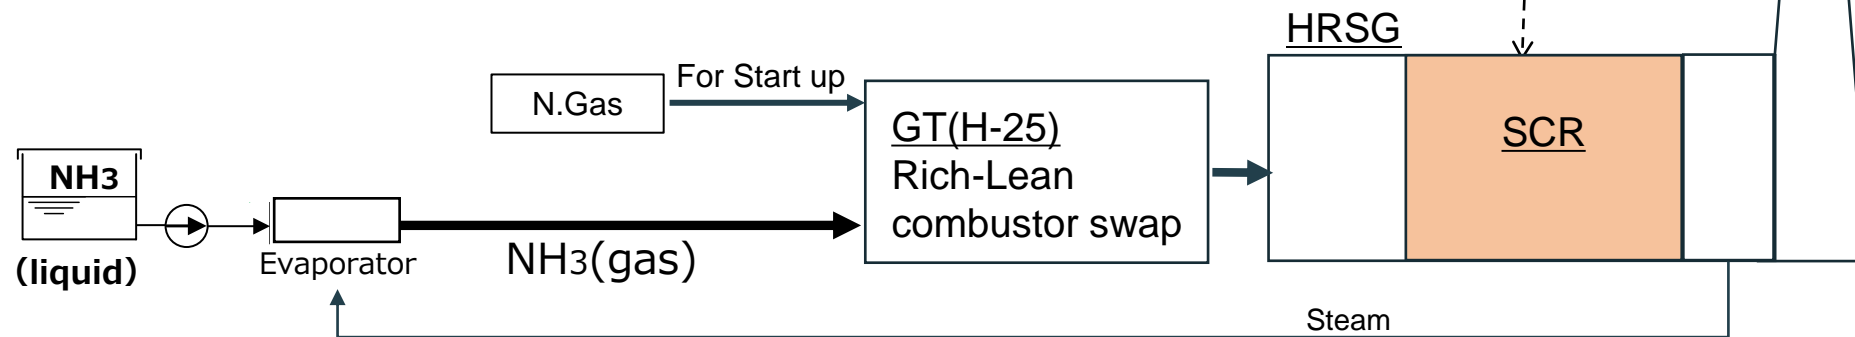 HRSG
For Start up
N.Gas
GT(H-25)
Rich-Lean
combustor swap
SCR
NH3
(liquid)
Evaporator
NH3(gas)
Steam